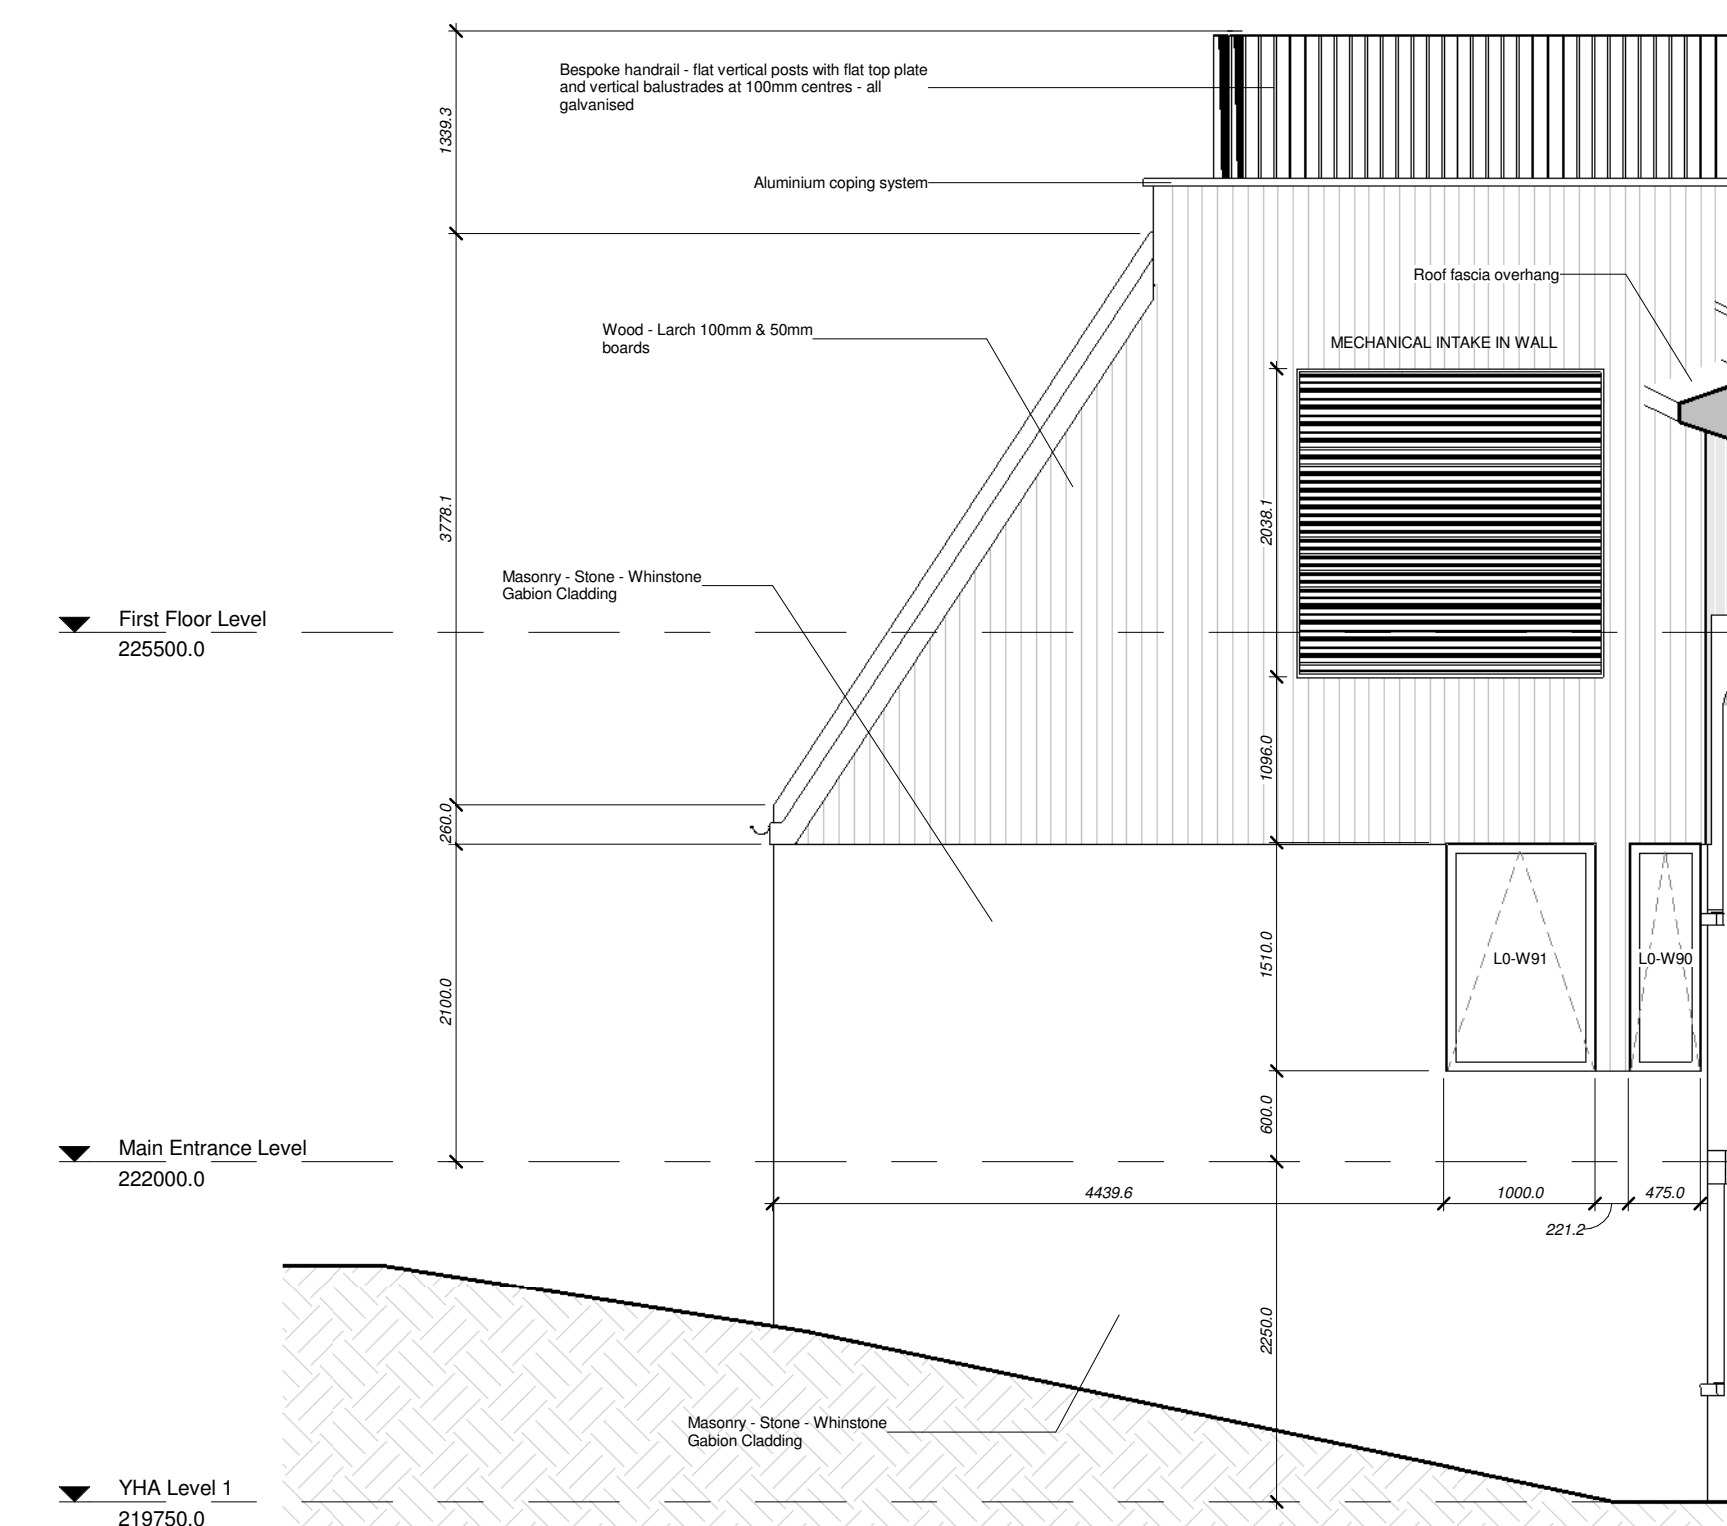 Bespoke handrail - flat vertical posts with flat top plate
and vertical balustrades at 100mm centres - all
galvanised
1339.3
Aluminium coping system
Roof fascia overhang
Wood - Larch 100mm & 50mm
boards
MECHANICAL INTAKE IN WALL
3778.1
2038.1
Masonry - Stone - Whinstone
Gabion Cladding
First Floor Level
225500.0
1096.0
260.0
1510.0
L0-W91
L0-W90
2100.0
600.0
Main Entrance Level
222000.0
4439.6
1000.0
475.0
221.2
2250.0
Masonry - Stone - Whinstone
Gabion Cladding
YHA Level 1
219750.0